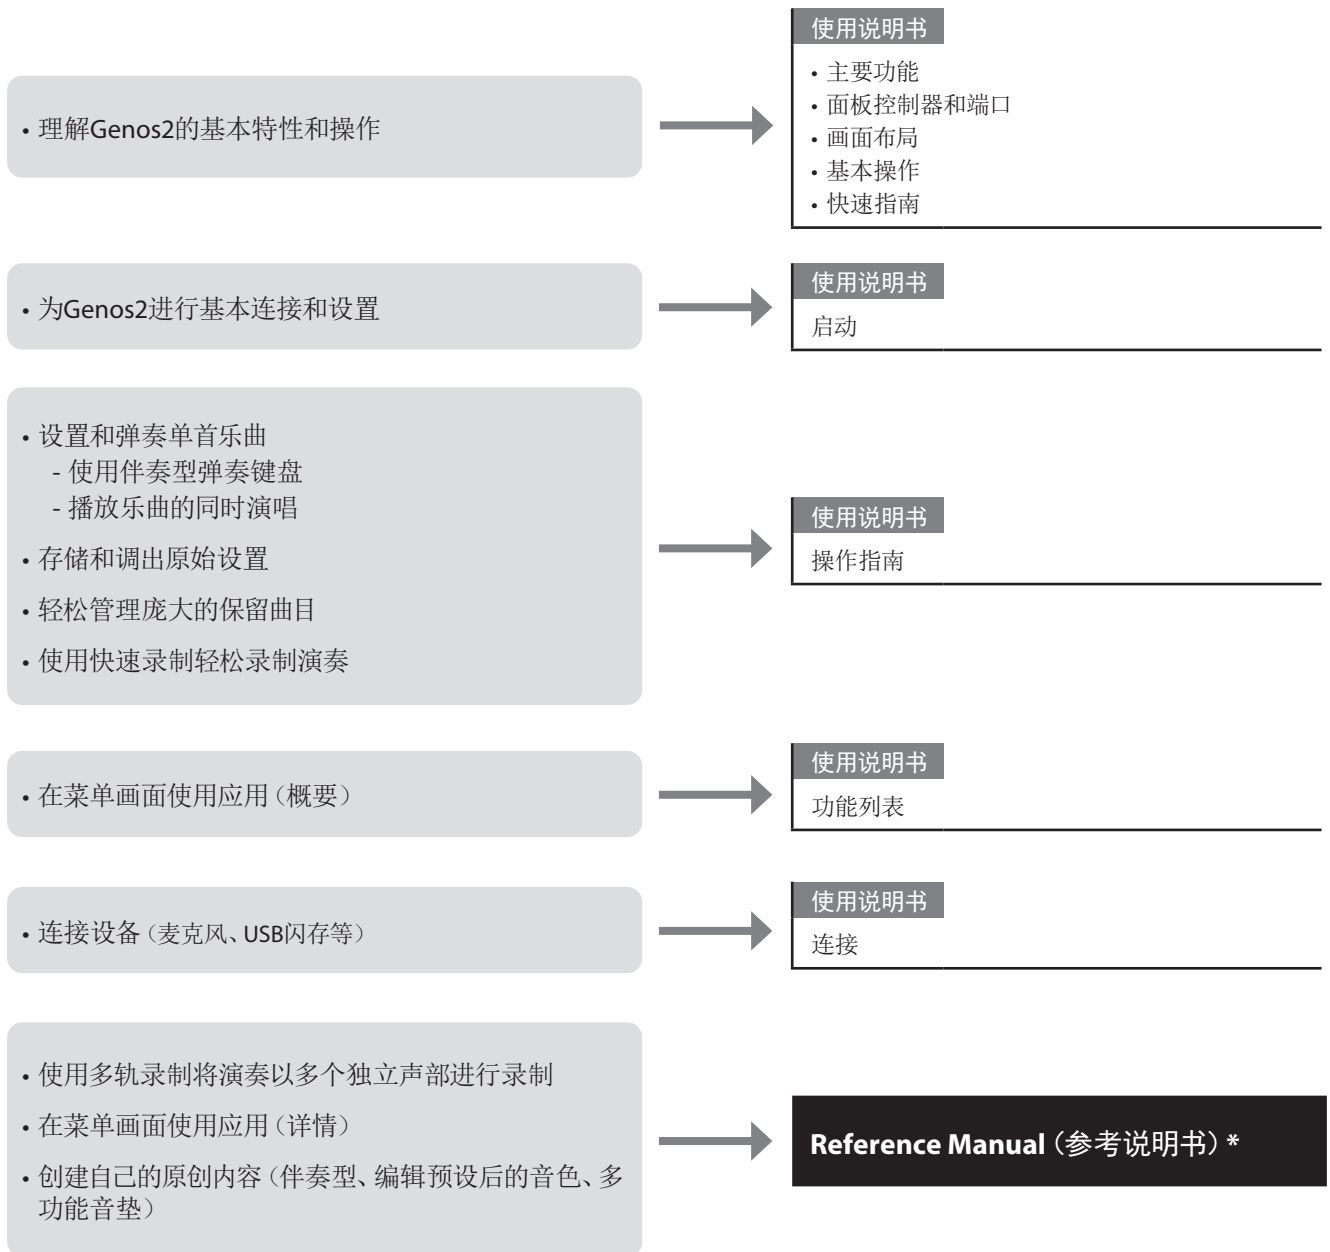 • 理解Genos2的基本特性和操作
使用说明书
• 主要功能
• 面板控制器和端口
• 画面布局
• 基本操作
• 快速指南
• 为Genos2进行基本连接和设置
使用说明书
启动
• 设置和弹奏单首乐曲
- 使用伴奏型弹奏键盘
- 播放乐曲的同时演唱
• 存储和调出原始设置
• 轻松管理庞大的保留曲目
• 使用快速录制轻松录制演奏
使用说明书
操作指南
• 在菜单画面使用应用（概要）
使用说明书
功能列表
• 连接设备（麦克风、USB闪存等）
使用说明书
连接
• 使用多轨录制将演奏以多个独立声部进行录制
• 在菜单画面使用应用（详情）
• 创建自己的原创内容（伴奏型、编辑预设后的音色、多
功能音垫）
Reference Manual（参考说明书）*